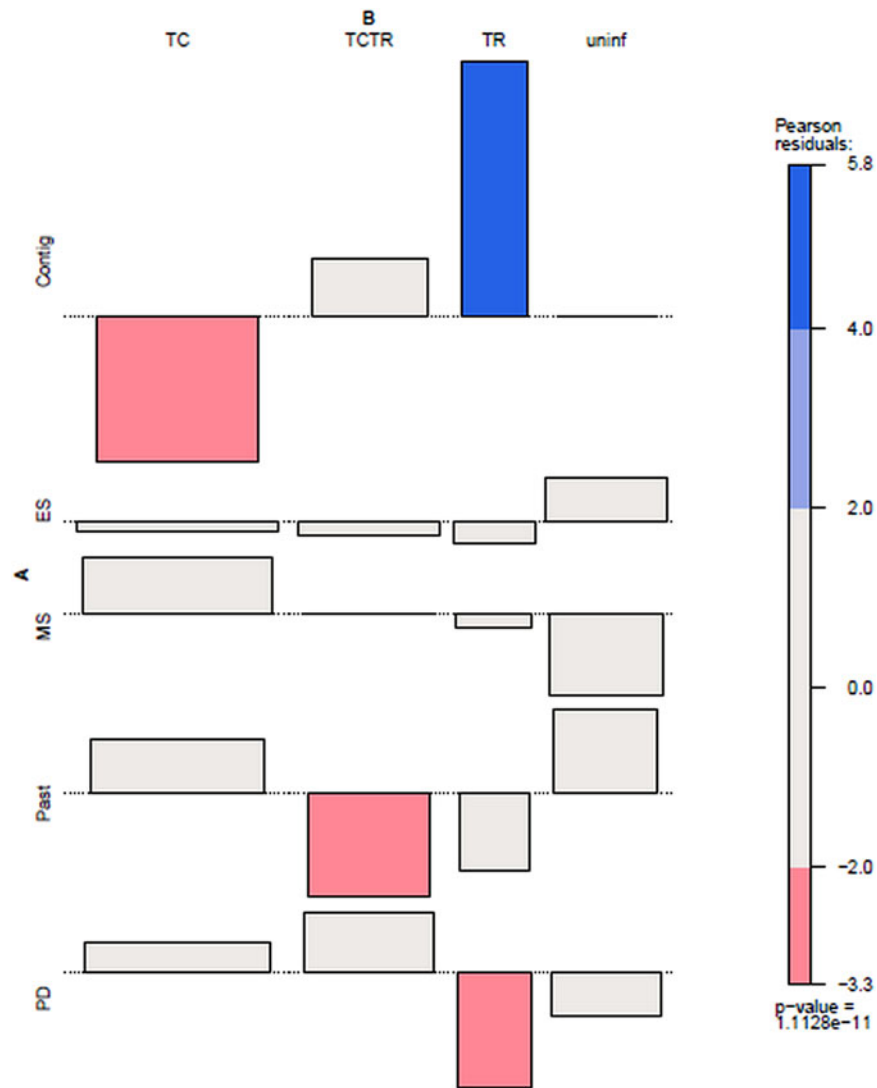 B
TC TCTR TR uninf
Pearson
residuals:
5.8
Contig
4.0
2.0
ES
A
MS
0.0
Past
−2.0
PD
−3.3
p−value =
1.1128e−11